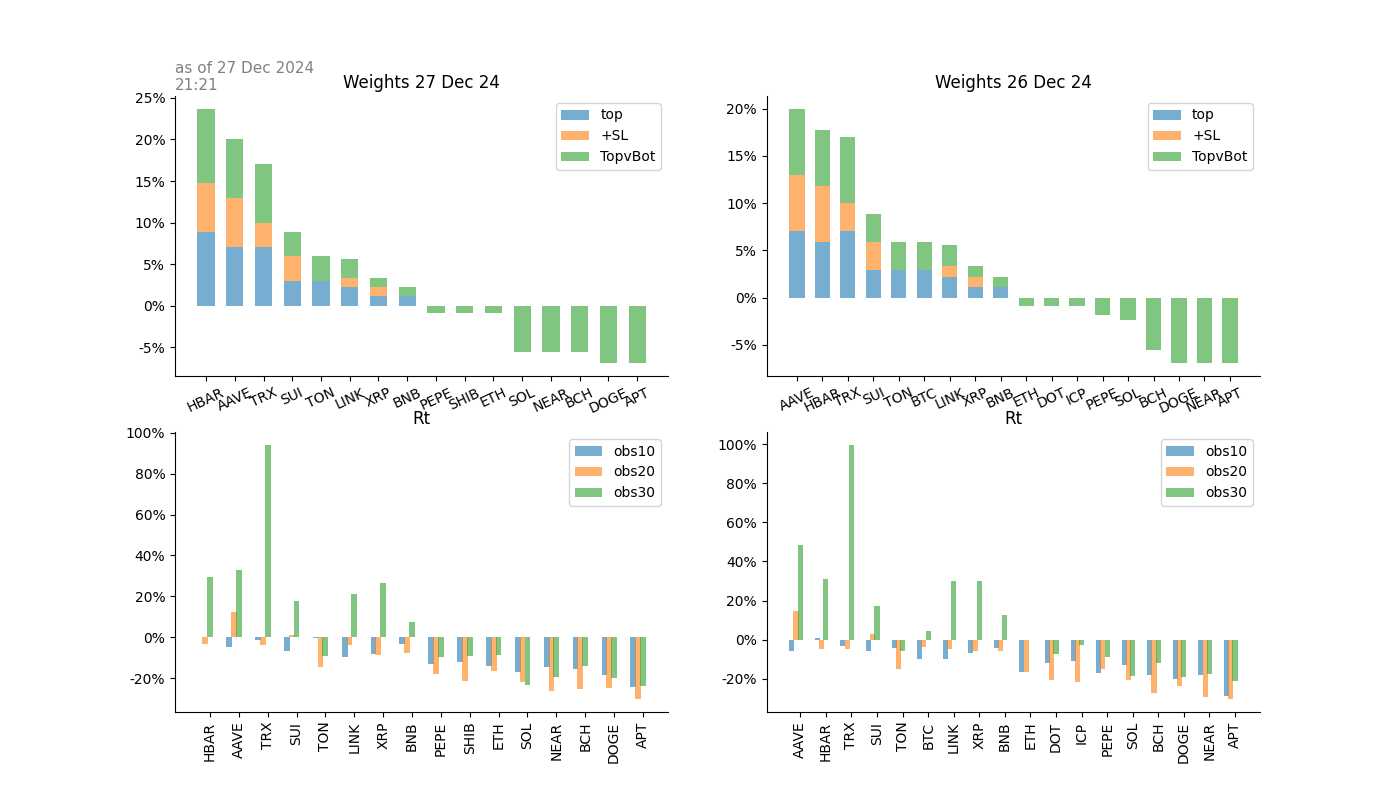 as of 27 Dec 2024
21:21
Weights 27 Dec 24
25%
20%
15%
10%
5%
0%
-5%
top
+SL
TopvBot
HBAR AAVE TRX SUI TON LINK XRP BNB PEPE SHIB ETH SOL NEAR BCH DOGE APT
Weights 26 Dec 24
20%
15%
10%
5%
0%
-5%
top
+SL
TopvBot
AAVE HBAR TRX SUI TON BTC LINK XRP BNB ETH DOT ICP PEPE SOL BCH DOGE NEAR APT
Rt
100%
80%
60%
40%
20%
0%
-20%
obs10
obs20
obs30
HBAR AAVE TRX SUI TON LINK XRP BNB PEPE SHIB ETH SOL NEAR BCH DOGE APT
Rt
100%
80%
60%
40%
20%
0%
-20%
obs10
obs20
obs30
AAVE HBAR TRX SUI TON BTC LINK XRP BNB ETH DOT ICP PEPE SOL BCH DOGE NEAR APT